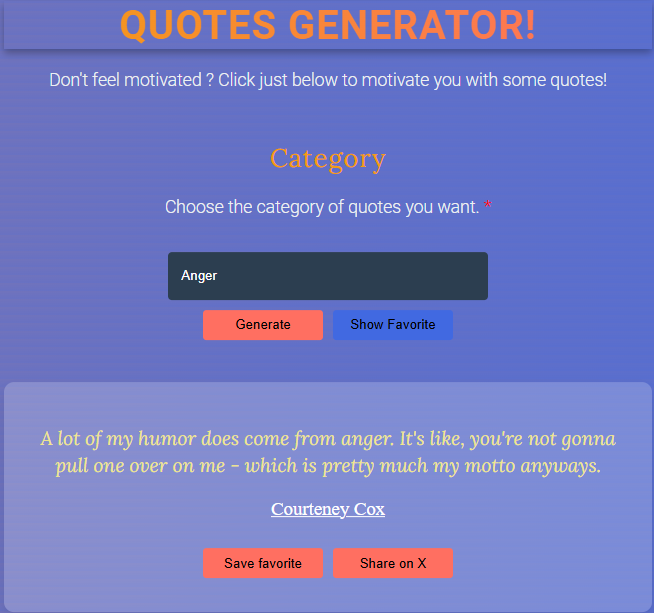 QUOTES GENERATOR!
Don't feel motivated ? Click just below to motivate you with some quotes!
Category
Choose the category of quotes you want. *
Anger
Generate
Show Favorite
A lot of my humor does come from anger. It's like, you're not gonna
pull one over on me - which is pretty much my motto anyways.
Courteney Cox
Save favorite
Share on X